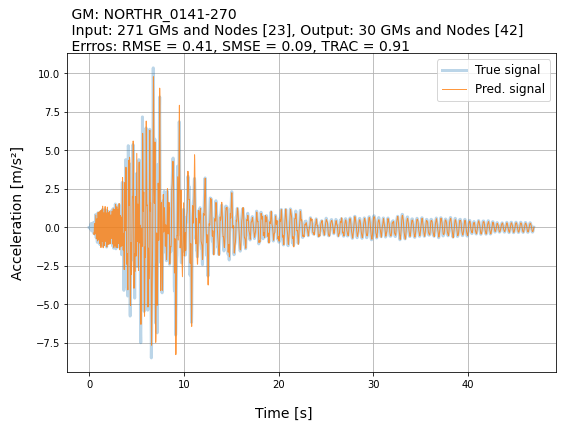 GM: NORTHR_0141-270
Input: 271 GMs and Nodes [23], Output: 30 GMs and Nodes [42]
Errros: RMSE = 0.41, SMSE = 0.09, TRAC = 0.91
True signal
Pred. signal
10.0
7.5
5.0
2.5
0.0
−2.5
−5.0
−7.5
Acceleration [m/s²]
0 10 20 30 40
Time [s]